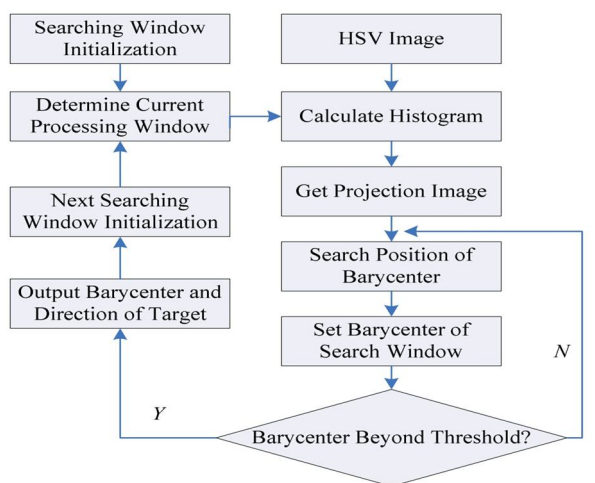 Searching Window
Initialization
Determine Current
Processing Window
Next Searching
Window Initialization
Output Barycenter and
Direction of Target
Y
HSV Image
Calculate Histogram
Get Projection Image
Search Position of
Barycenter
Set Barycenter of
Search Window
Barycenter Beyond Threshold?
N